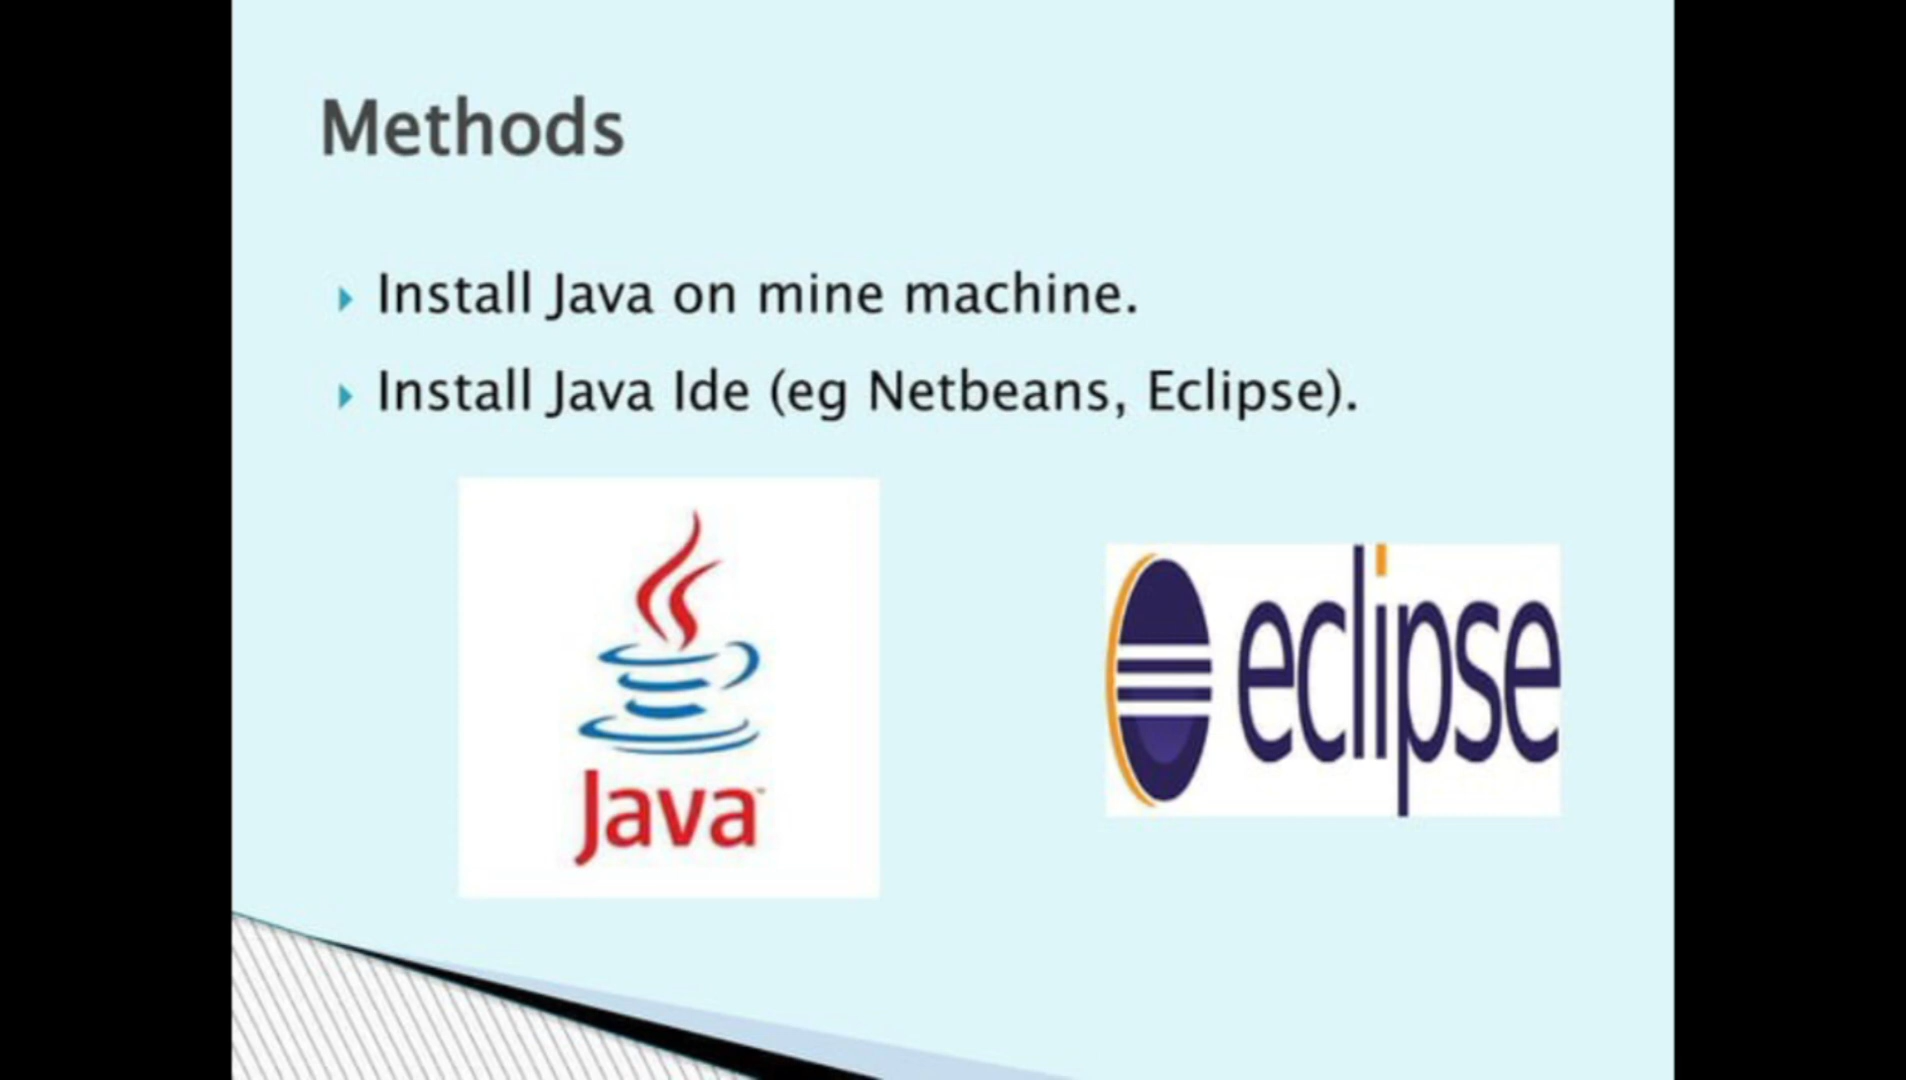 Methods
Install Java on mine machine.
Install Java Ide (eg Netbeans, Eclipse).
Java
eclipse